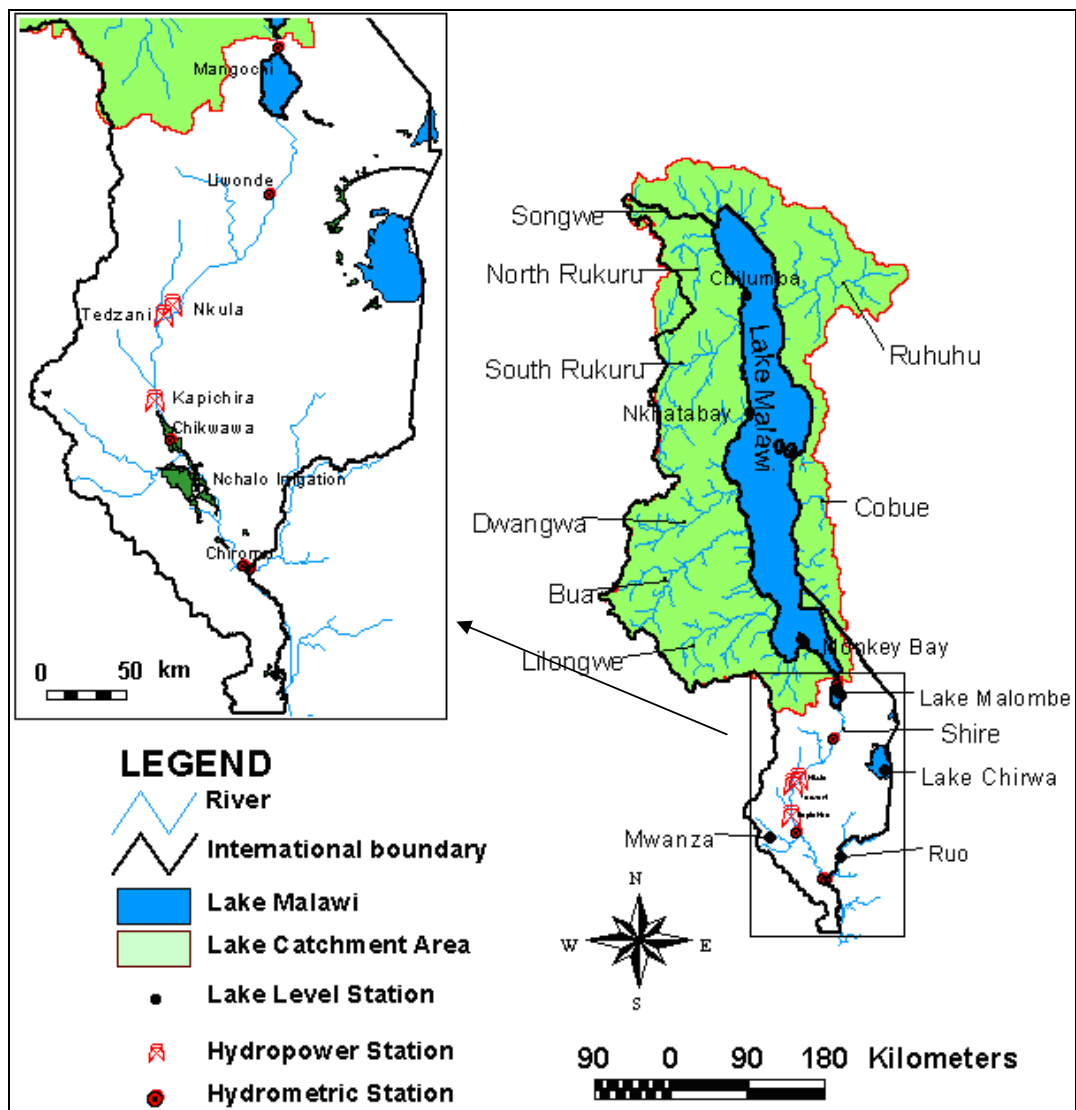 Mangochi
Liwonde
Tedzani
Nkula
Kapichira
Chikwawa
Nchalo Irrigation
Chiromo
0 50 km
Songwe
North Rukuru
Chilumba
Lake Malawi
Ruhuhu
South Rukuru
Nkhatabay
Cobue
Dwangwa
Bua
Lilongwe
Monkey Bay
Lake Malombe
Shire
Lake Chirwa
Mwanza
Ruo
N
W E
S
90 0 90 180 Kilometers
LEGEND
River
International boundary
Lake Malawi
Lake Catchment Area
Lake Level Station
Hydropower Station
Hydrometric Station